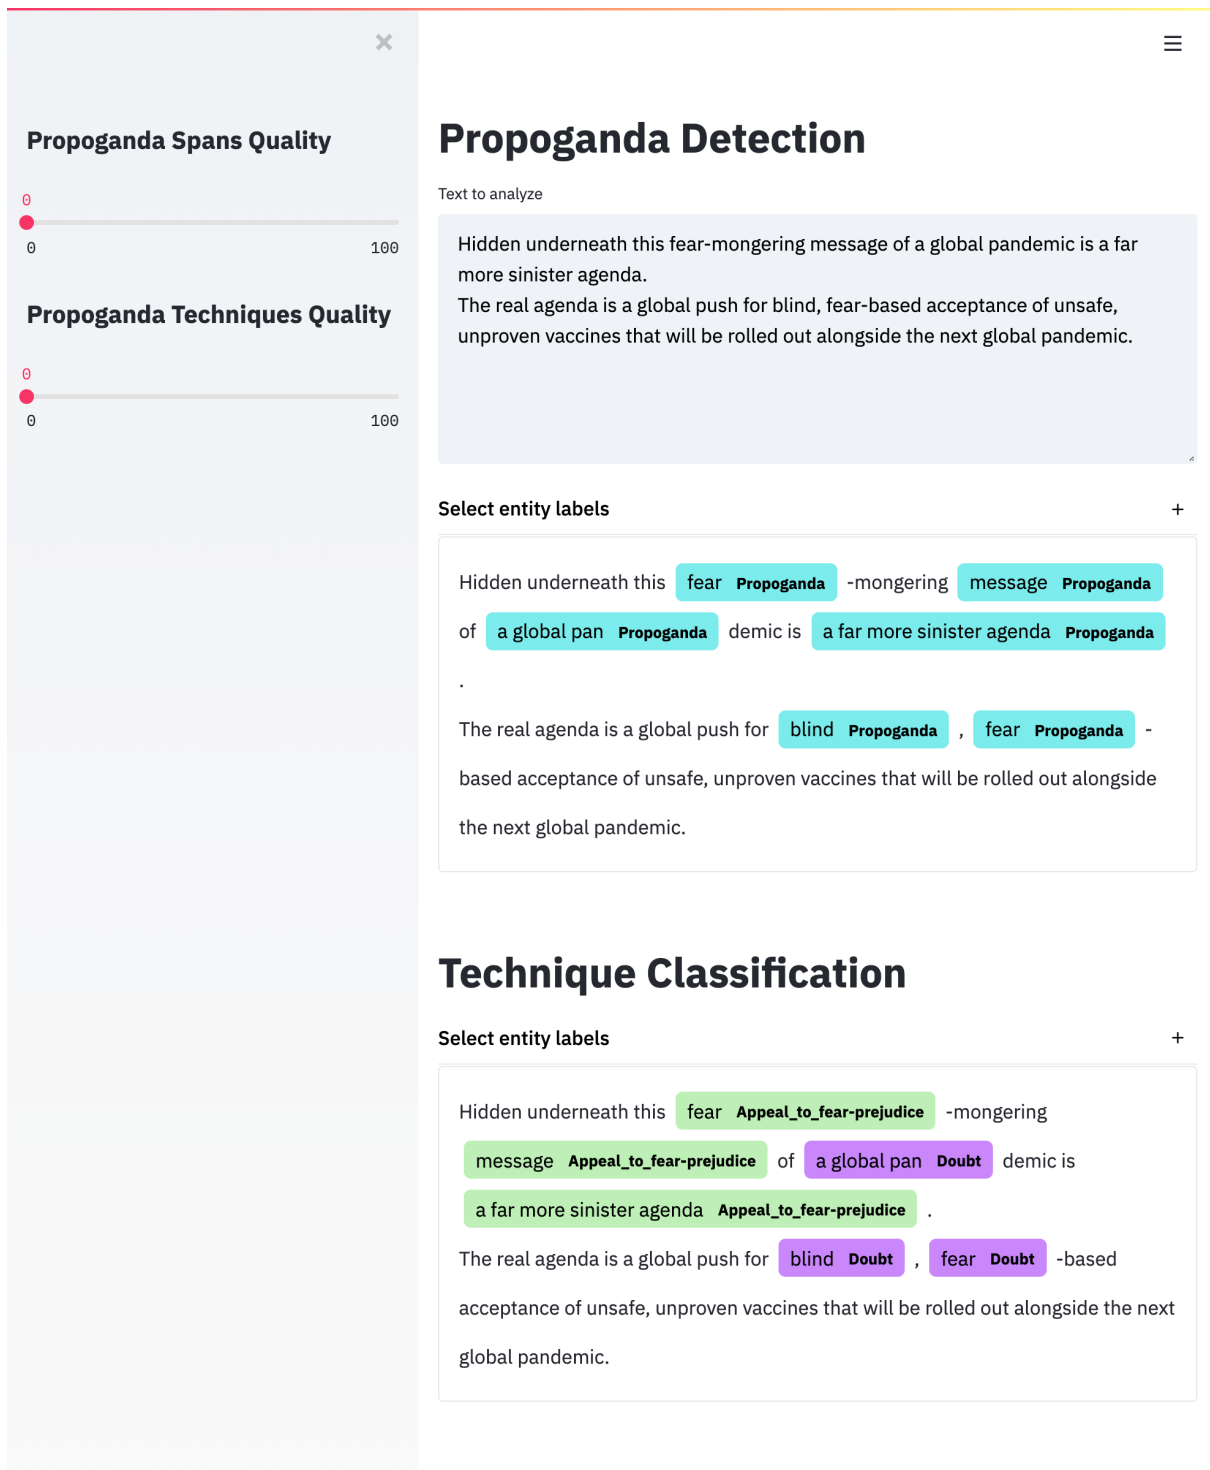 Propoganda Spans Quality
0
0 100
Propoganda Techniques Quality
0
0 100
Propoganda Detection
Text to analyze
Hidden underneath this fear-mongering message of a global pandemic is a far
more sinister agenda.
The real agenda is a global push for blind, fear-based acceptance of unsafe,
unproven vaccines that will be rolled out alongside the next global pandemic.
Select entity labels +
Hidden underneath this fear Propoganda -mongering message Propoganda
of a global pan Propoganda demic is a far more sinister agenda Propoganda
.
The real agenda is a global push for blind Propoganda , fear Propoganda -
based acceptance of unsafe, unproven vaccines that will be rolled out alongside
the next global pandemic.
Technique Classification
Select entity labels +
Hidden underneath this fear Appeal_to_fear-prejudice -mongering
message Appeal_to_fear-prejudice of a global pan Doubt demic is
a far more sinister agenda Appeal_to_fear-prejudice .
The real agenda is a global push for blind Doubt , fear Doubt -based
acceptance of unsafe, unproven vaccines that will be rolled out alongside the next
global pandemic.